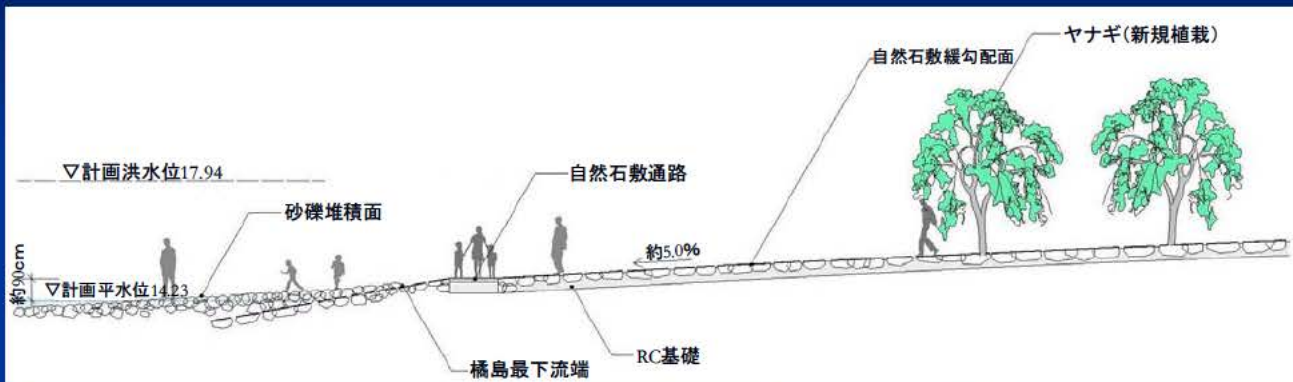 ヤナギ(新規植栽)
自然石敷緩勾配面
▽計画洪水位17.94
自然石敷通路
砂礫堆積面
約5.0%
約90cm
▽計画平水位14.23
橘島最下流端
RC基礎